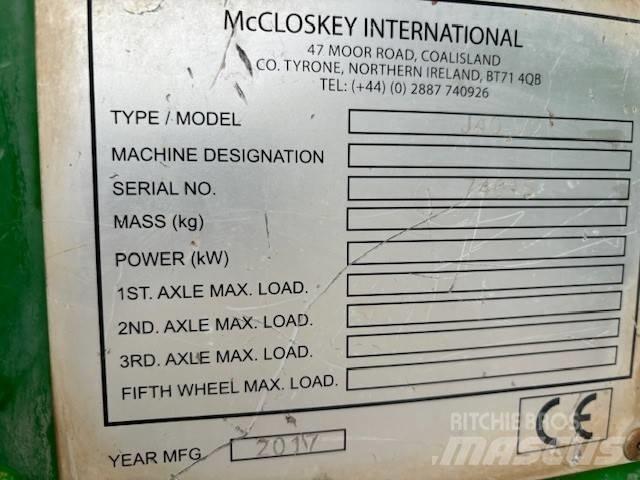 McCLOSKEY INTERNATIONAL
47 MOOR ROAD, COALISLAND
CO. TYRONE, NORTHERN IRELAND, BT71 4QB
TEL: (+44) (0) 2887 740926
TYPE / MODEL
MACHINE DESIGNATION
SERIAL NO.
MASS (kg)
POWER (kW)
1ST. AXLE MAX. LOAD.
2ND. AXLE MAX. LOAD.
3RD. AXLE MAX. LOAD.
FIFTH WHEEL MAX. LOAD.
YEAR MFG 2017
CE
RITCHIE BROS
MASCUS